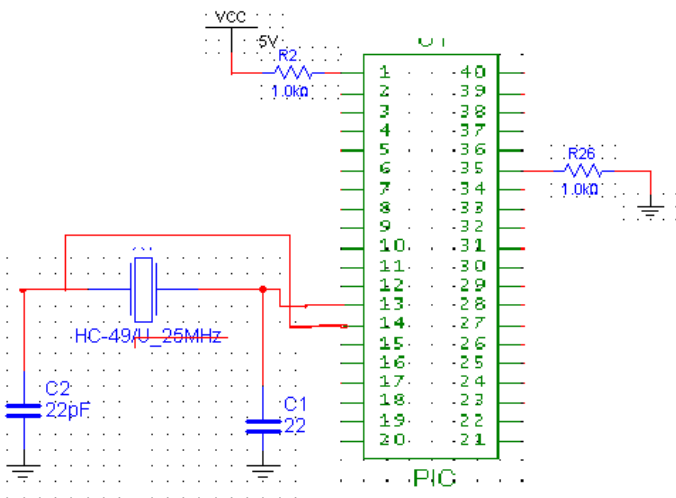 VCC
5V
R2
1.0kΩ
1 40
2 39
3 38
4 37
5 36
6 35
7 34
8 33
9 32
10 31
11 30
12 29
13 28
14 27
15 26
16 25
17 24
18 23
19 22
20 21
PIC
R26
1.0kΩ
HC-49/U_25MHz
C2
22pF
C1
22